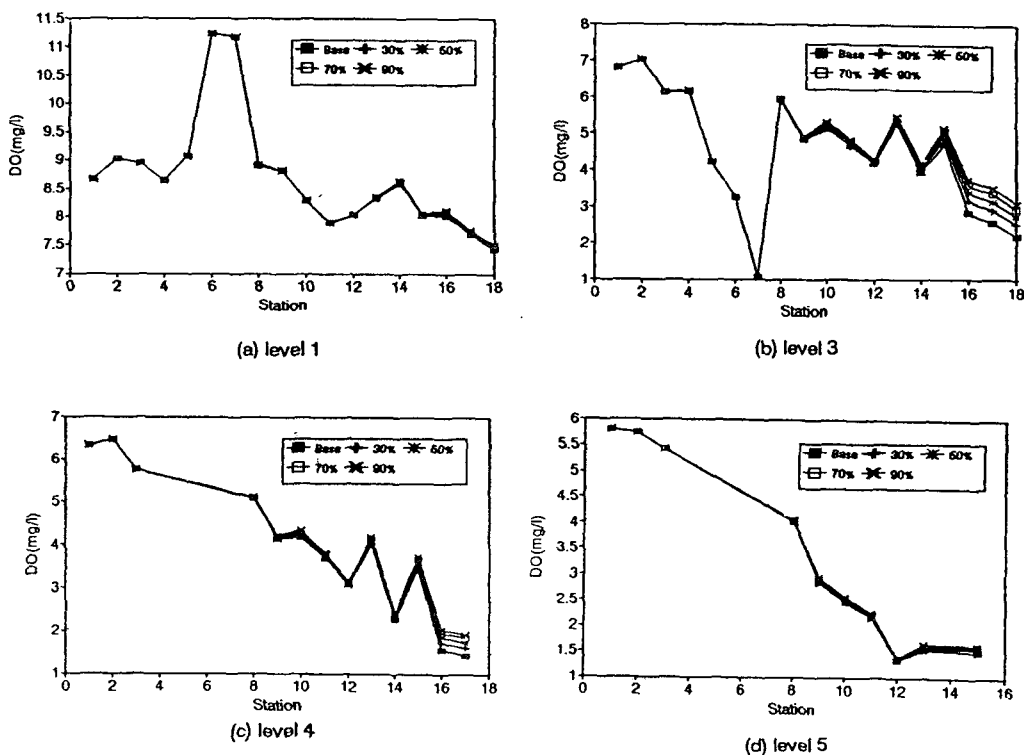 11.5
11
10.5
10
9.5
9
8.5
8
7.5
7
DO(mg/l)
0 2 4 6 8 10 12 14 16 18
Station
Base 30% 50%
70% 90%
(a) level 1
8
7
6
5
4
3
2
1
DO(mg/l)
0 2 4 6 8 10 12 14 16 18
Station
Base 30% 50%
70% 90%
(b) level 3
7
6
5
4
3
2
1
DO(mg/l)
0 2 4 6 8 10 12 14 16 18
Station
Base 30% 50%
70% 90%
(c) level 4
6
5.5
5
4.5
4
3.5
3
2.5
2
1.5
1
DO(mg/l)
0 2 4 6 8 10 12 14 16
Station
Base 30% 50%
70% 90%
(d) level 5